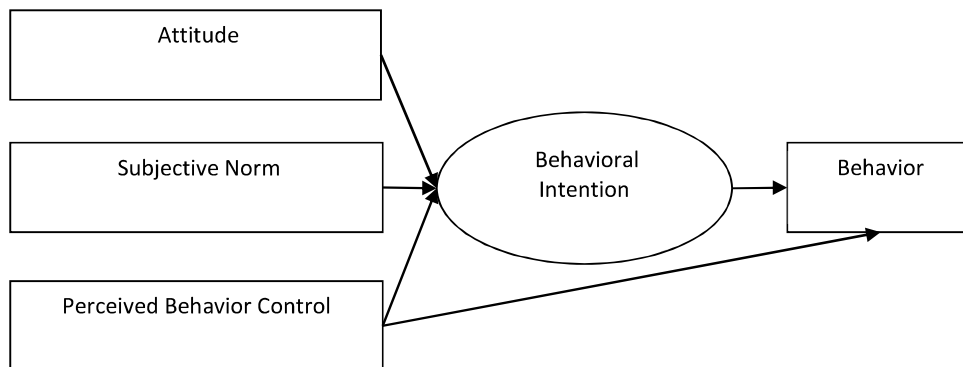 Attitude
Subjective Norm
Behavioral
Intention
Behavior
Perceived Behavior Control